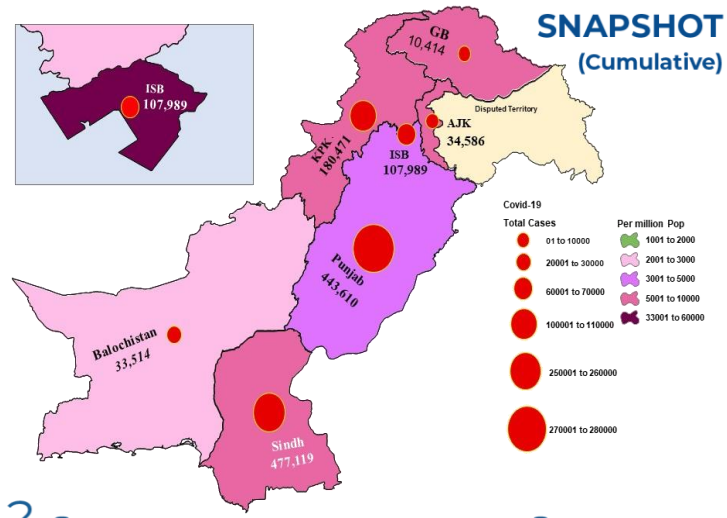 SNAPSHOT
(Cumulative)
ISB
107,989
GB
10,414
Disputed Territory
AJK
34,586
KPK
180,471
ISB
107,989
Punjab
443,610
Balochistan
33,514
Sindh
477,119
Covid-19
Total Cases
01 to 10000
20001 to 30000
60001 to 70000
100001 to 110000
250001 to 260000
270001 to 280000
Per million Pop
1001 to 2000
2001 to 3000
3001 to 5000
5001 to 10000
33001 to 60000